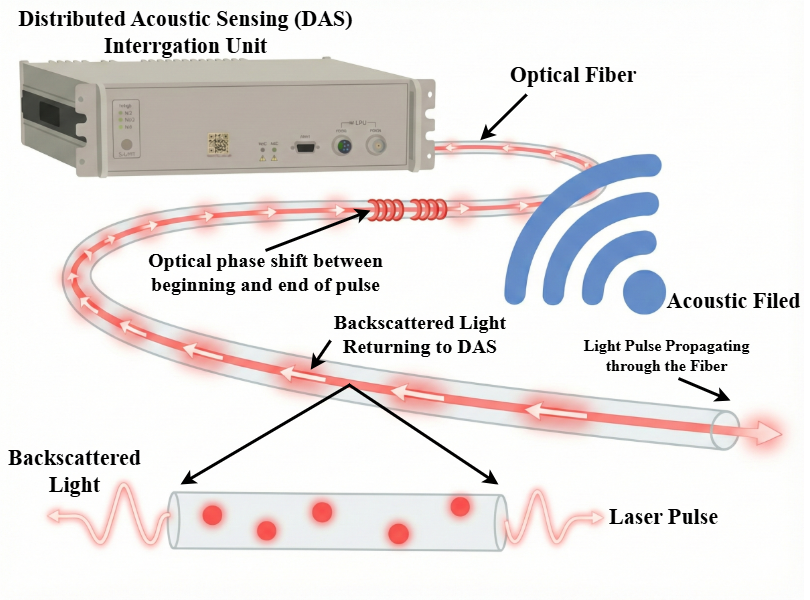 Distributed Acoustic Sensing (DAS)
Interrgation Unit
Optical Fiber
LPU
Optical phase shift between
beginning and end of pulse
Acoustic Filed
Backscattered Light
Returning to DAS
Light Pulse Propagating
through the Fiber
Backscattered
Light
Laser Pulse